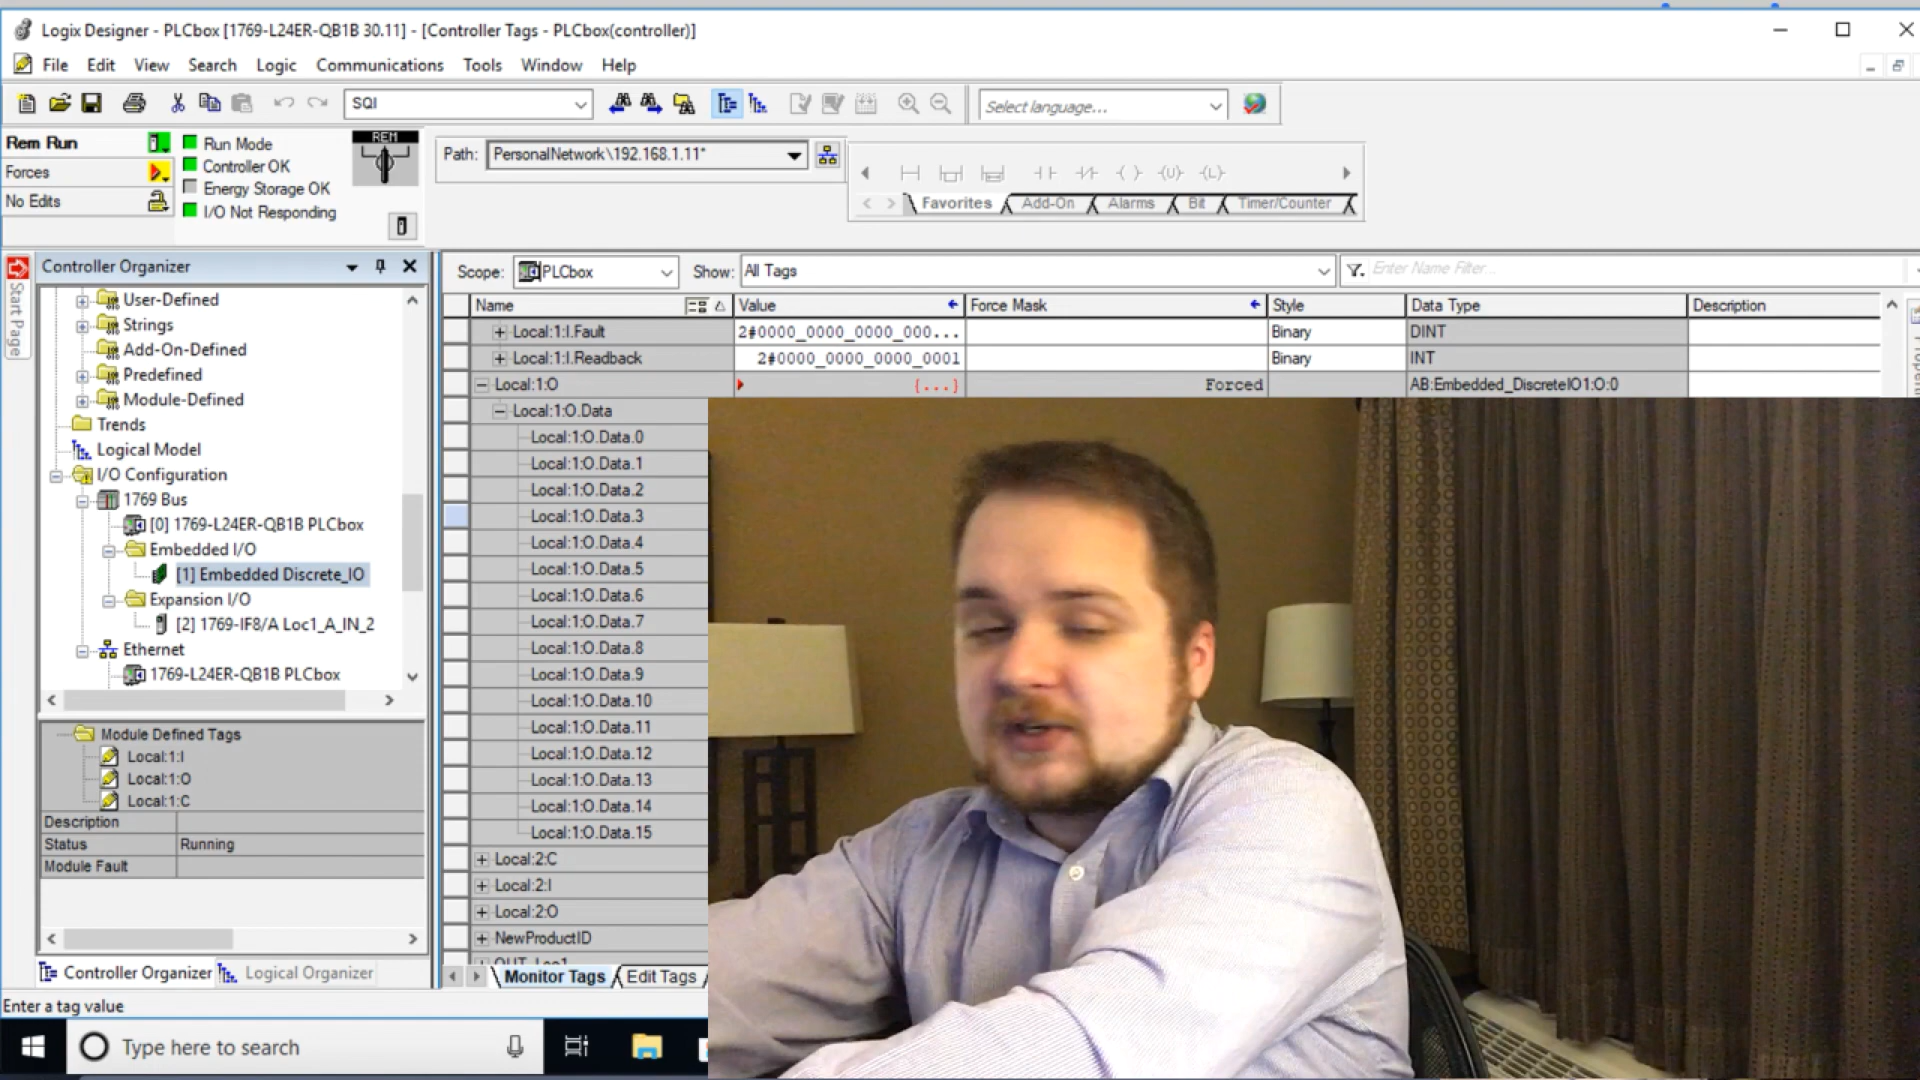 Logix Designer - PLCbox [1769-L24ER-QB1B 30.11] - [Controller Tags - PLCbox(controller)]
File Edit View Search Logic Communications Tools Window Help
SQI
Select language...
Rem Run
Forces
No Edits
Run Mode
Controller OK
Energy Storage OK
I/O Not Responding
REM
Path: PersonalNetwork\192.168.1.11*
Favorites Add-On Alarms Bit Timer/Counter
Start Page
Controller Organizer
User-Defined
Strings
Add-On-Defined
Predefined
Module-Defined
Trends
Logical Model
I/O Configuration
1769 Bus
[0] 1769-L24ER-QB1B PLCbox
Embedded I/O
[1] Embedded Discrete_IO
Expansion I/O
[2] 1769-IF8/A Loc1_A_IN_2
Ethernet
1769-L24ER-QB1B PLCbox
Module Defined Tags
Local:1:I
Local:1:O
Local:1:C
Description
Status Running
Module Fault
Controller Organizer Logical Organizer
Scope: PLCbox Show: All Tags Enter Name Filter...
Name Value Force Mask Style Data Type Description
Local:1:I.Fault 2#0000_0000_0000_000... Binary DINT
Local:1:I.Readback 2#0000_0000_0000_0001 Binary INT
Local:1:O {...} Forced AB:Embedded_DiscreteIO1:O:0
Local:1:O.Data
Local:1:O.Data.0
Local:1:O.Data.1
Local:1:O.Data.2
Local:1:O.Data.3
Local:1:O.Data.4
Local:1:O.Data.5
Local:1:O.Data.6
Local:1:O.Data.7
Local:1:O.Data.8
Local:1:O.Data.9
Local:1:O.Data.10
Local:1:O.Data.11
Local:1:O.Data.12
Local:1:O.Data.13
Local:1:O.Data.14
Local:1:O.Data.15
Local:2:C
Local:2:I
Local:2:O
NewProductID
Monitor Tags Edit Tags
Enter a tag value
Type here to search